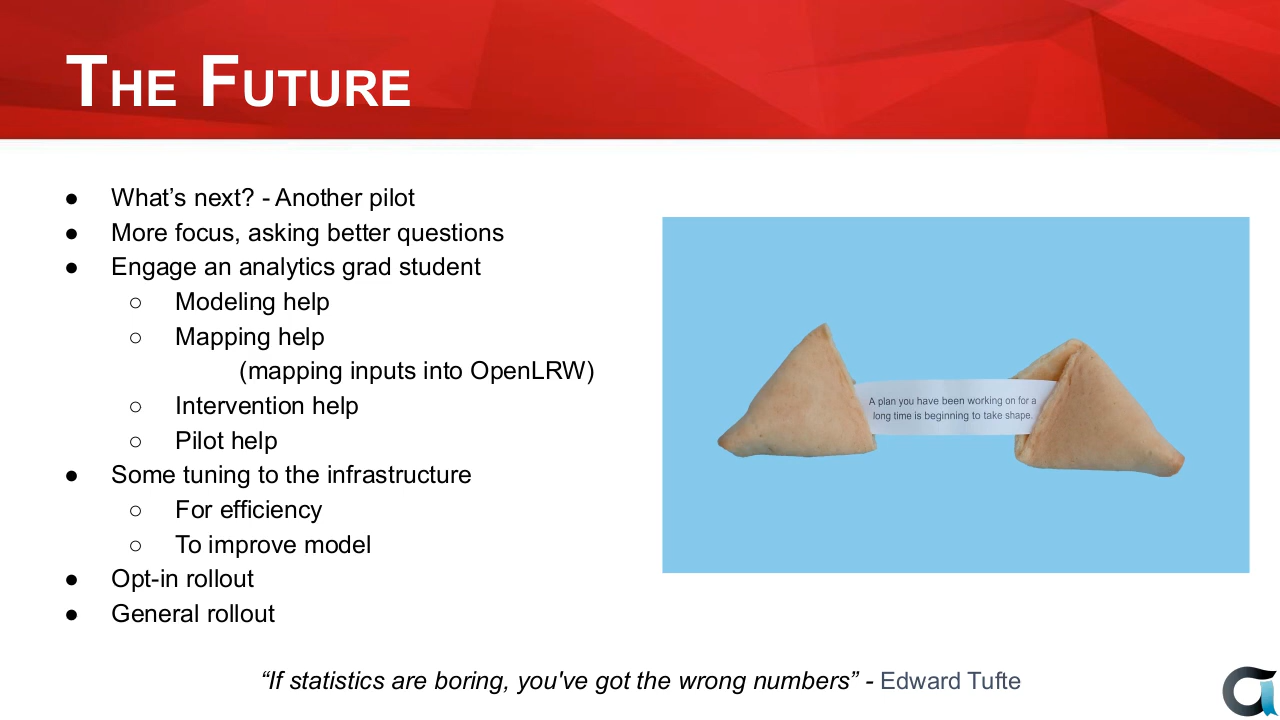 The Future
● What’s next? - Another pilot
● More focus, asking better questions
● Engage an analytics grad student
○ Modeling help
○ Mapping help
(mapping inputs into OpenLRW)
○ Intervention help
○ Pilot help
● Some tuning to the infrastructure
○ For efficiency
○ To improve model
● Opt-in rollout
● General rollout
A plan you have been working on for a
long time is beginning to take shape.
“If statistics are boring, you've got the wrong numbers” - Edward Tufte